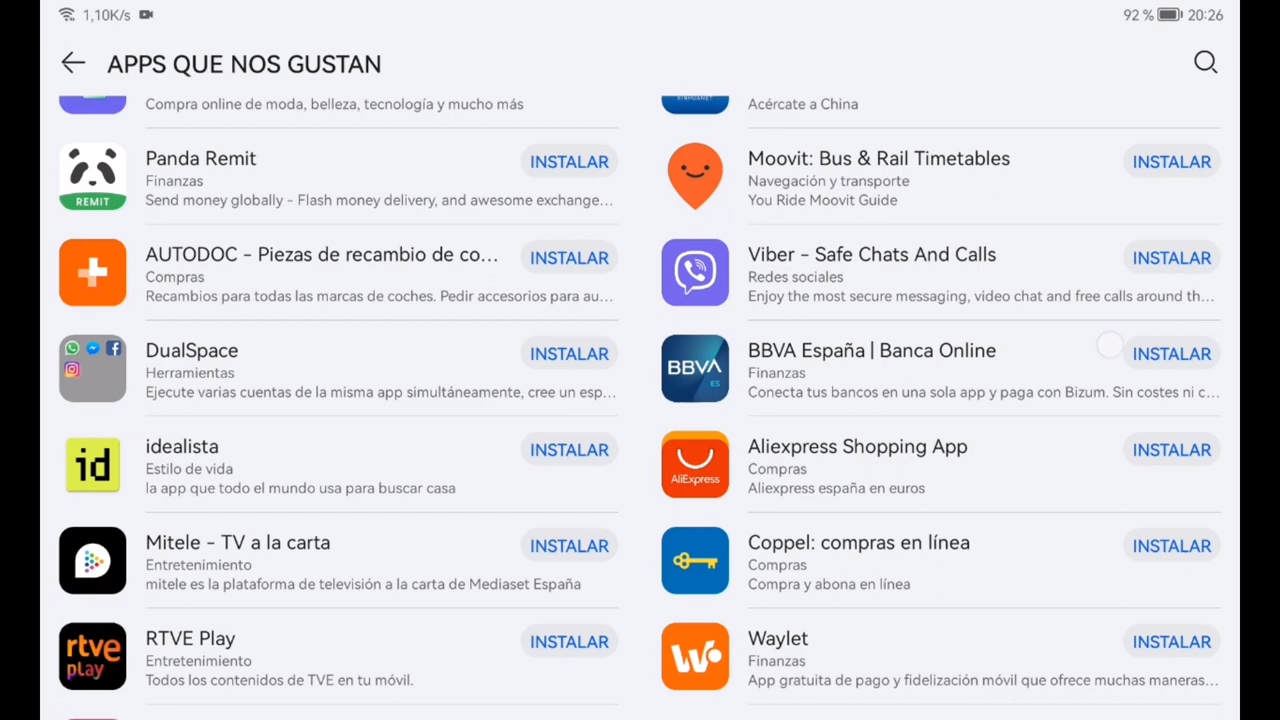 1,10K/s
92 % 20:26
APPS QUE NOS GUSTAN
Compra online de moda, belleza, tecnología y mucho más
XINHUANET
Acércate a China
REMIT
Panda Remit
Finanzas
Send money globally - Flash money delivery, and awesome exchange...
INSTALAR
Moovit: Bus & Rail Timetables
Navegación y transporte
You Ride Moovit Guide
INSTALAR
AUTODOC - Piezas de recambio de co...
Compras
Recambios para todas las marcas de coches. Pedir accesorios para au...
INSTALAR
Viber - Safe Chats And Calls
Redes sociales
Enjoy the most secure messaging, video chat and free calls around th...
INSTALAR
DualSpace
Herramientas
Ejecute varias cuentas de la misma app simultáneamente, cree un esp...
INSTALAR
BBVA
ES
BBVA España | Banca Online
Finanzas
Conecta tus bancos en una sola app y paga con Bizum. Sin costes ni c...
INSTALAR
id
idealista
Estilo de vida
la app que todo el mundo usa para buscar casa
INSTALAR
AliExpress
Aliexpress Shopping App
Compras
Aliexpress españa en euros
INSTALAR
Mitele - TV a la carta
Entretenimiento
mitele es la plataforma de televisión a la carta de Mediaset España
INSTALAR
Coppel: compras en línea
Compras
Compra y abona en línea
INSTALAR
rtve
play
RTVE Play
Entretenimiento
Todos los contenidos de TVE en tu móvil.
INSTALAR
Waylet
Finanzas
App gratuita de pago y fidelización móvil que ofrece muchas maneras...
INSTALAR